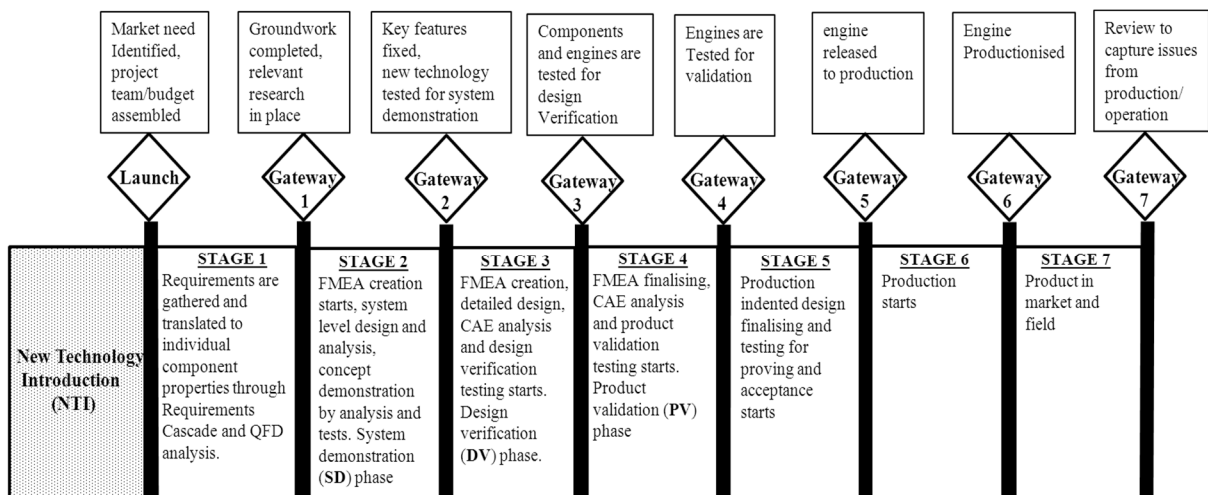 Market need
Identified,
project
team/budget
assembled
Groundwork
completed,
relevant
research
in place
Key features
fixed,
new technology
tested for system
demonstration
Components
and engines are
tested for
design
Verification
Engines are
Tested for
validation
engine
released
to production
Engine
Productionised
Review to
capture issues
from
production/
operation
Launch
Gateway
1
Gateway
2
Gateway
3
Gateway
4
Gateway
5
Gateway
6
Gateway
7
New Technology
Introduction
(NTI)
STAGE 1
Requirements are
gathered and
translated to
individual
component
properties through
Requirements
Cascade and QFD
analysis.
STAGE 2
FMEA creation
starts, system
level design and
analysis,
concept
demonstration
by analysis and
tests. System
demonstration
(SD) phase
STAGE 3
FMEA creation,
detailed design,
CAE analysis
and design
verification
testing starts.
Design
verification
(DV) phase.
STAGE 4
FMEA finalising,
CAE analysis
and product
validation
testing starts.
Product
validation (PV)
phase
STAGE 5
Production
indented design
finalising and
testing for
proving and
acceptance
starts
STAGE 6
Production
starts
STAGE 7
Product in
market and
field